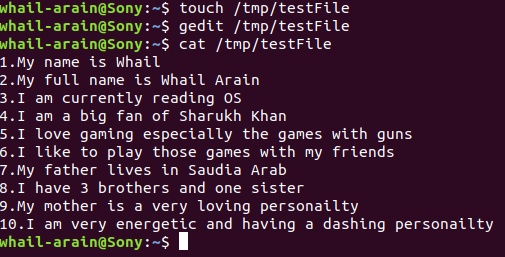 whail-arain@Sony:~$ touch /tmp/testFile
whail-arain@Sony:~$ gedit /tmp/testFile
whail-arain@Sony:~$ cat /tmp/testFile
1.My name is Whail
2.My full name is Whail Arain
3.I am currently reading OS
4.I am a big fan of Sharukh Khan
5.I love gaming especially the games with guns
6.I like to play those games with my friends
7.My father lives in Saudia Arab
8.I have 3 brothers and one sister
9.My mother is a very loving personailty
10.I am very energetic and having a dashing personailty
whail-arain@Sony:~$